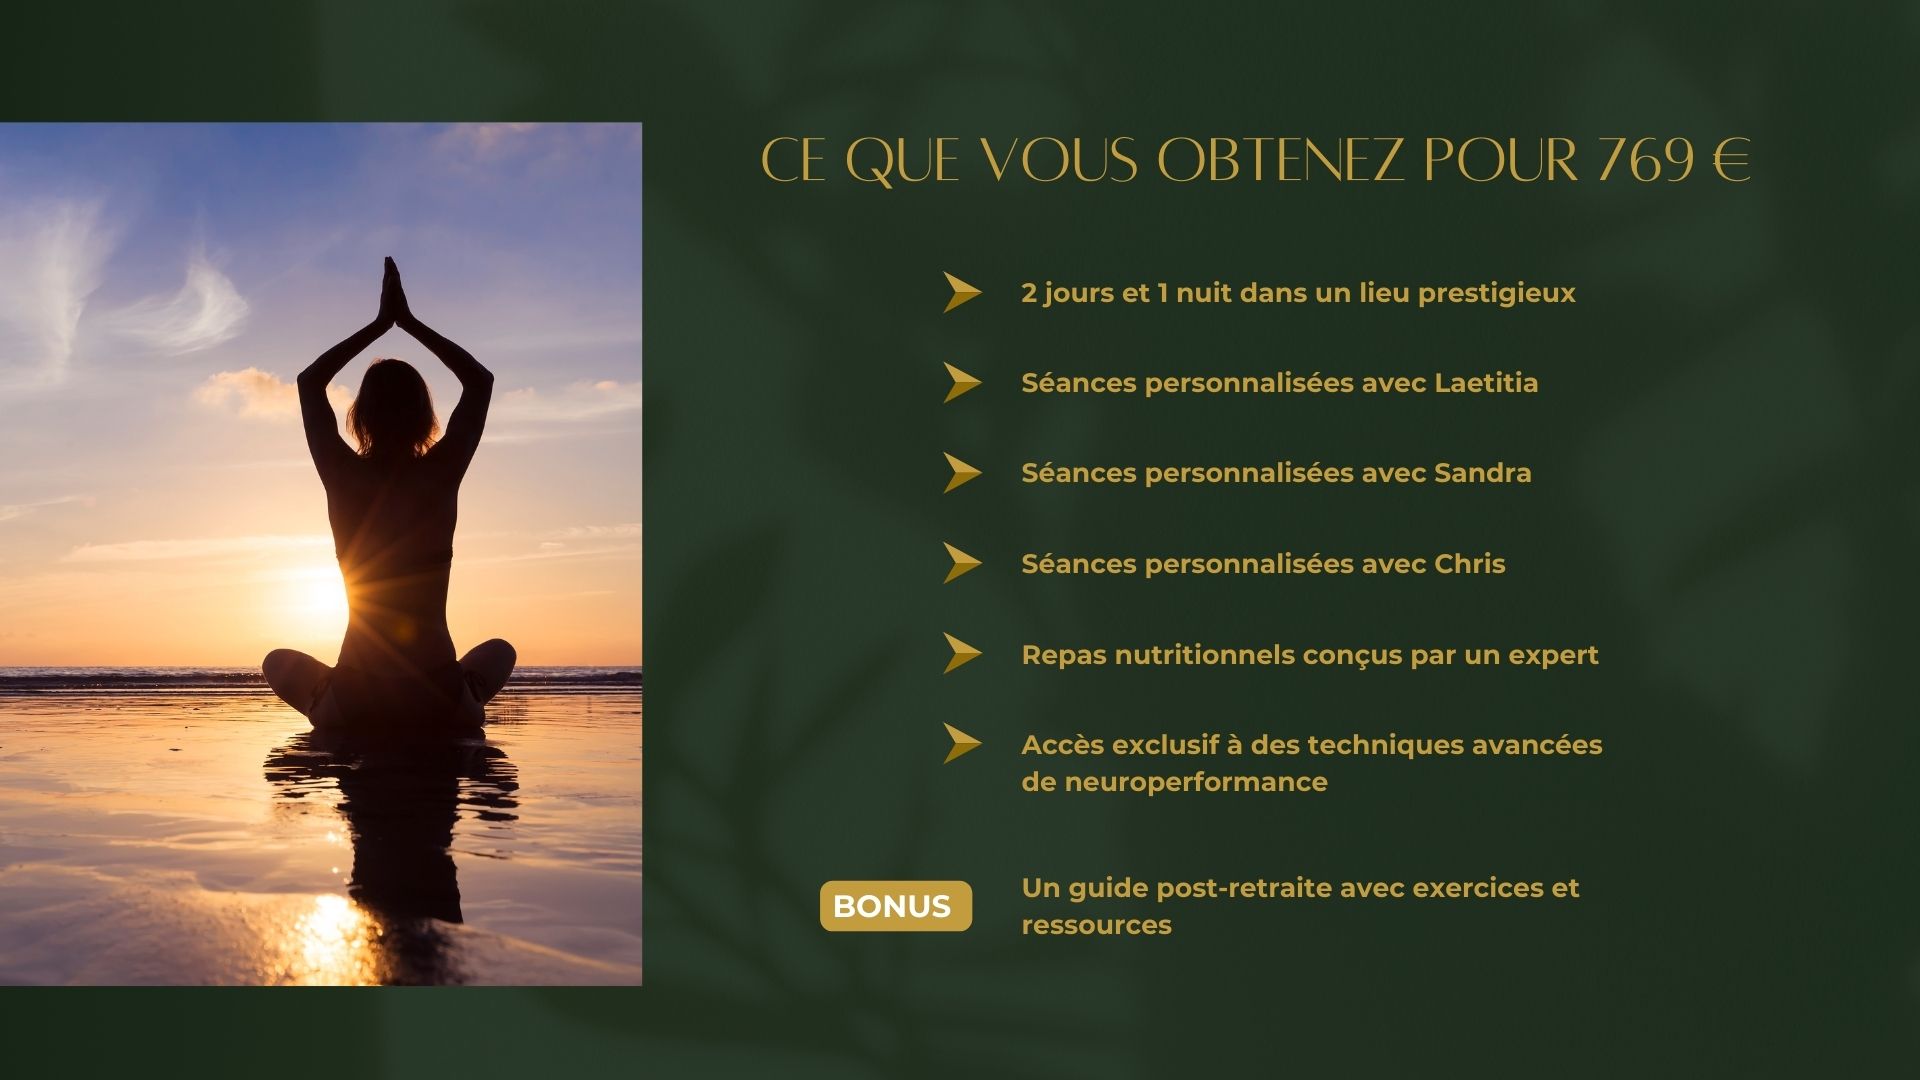 CE QUE VOUS OBTENEZ POUR 769 €
2 jours et 1 nuit dans un lieu prestigieux
Séances personnalisées avec Laetitia
Séances personnalisées avec Sandra
Séances personnalisées avec Chris
Repas nutritionnels conçus par un expert
Accès exclusif à des techniques avancées
de neuroperformance
BONUS
Un guide post-retraite avec exercices et
ressources